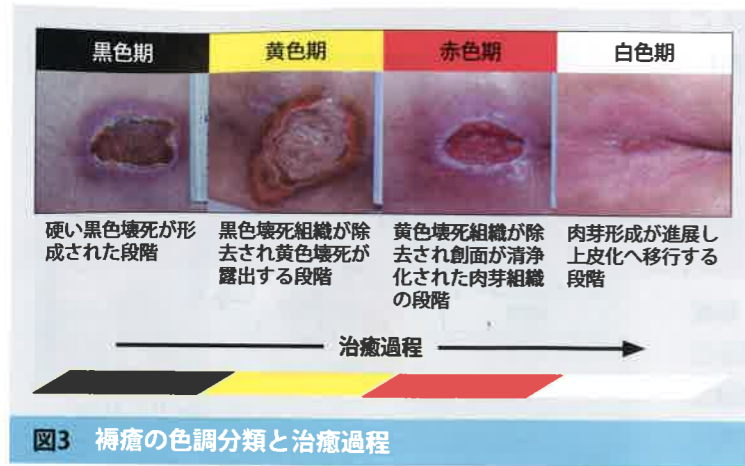 黒色期
黄色期
赤色期
白色期
硬い黒色壊死が形
成された段階
黒色壊死組織が除
去され黄色壊死が
露出する段階
黄色壊死組織が除
去され創面が清浄
化された肉芽組織
の段階
肉芽形成が進展し
上皮化へ移行する
段階
治癒過程
図3 褥瘡の色調分類と治癒過程